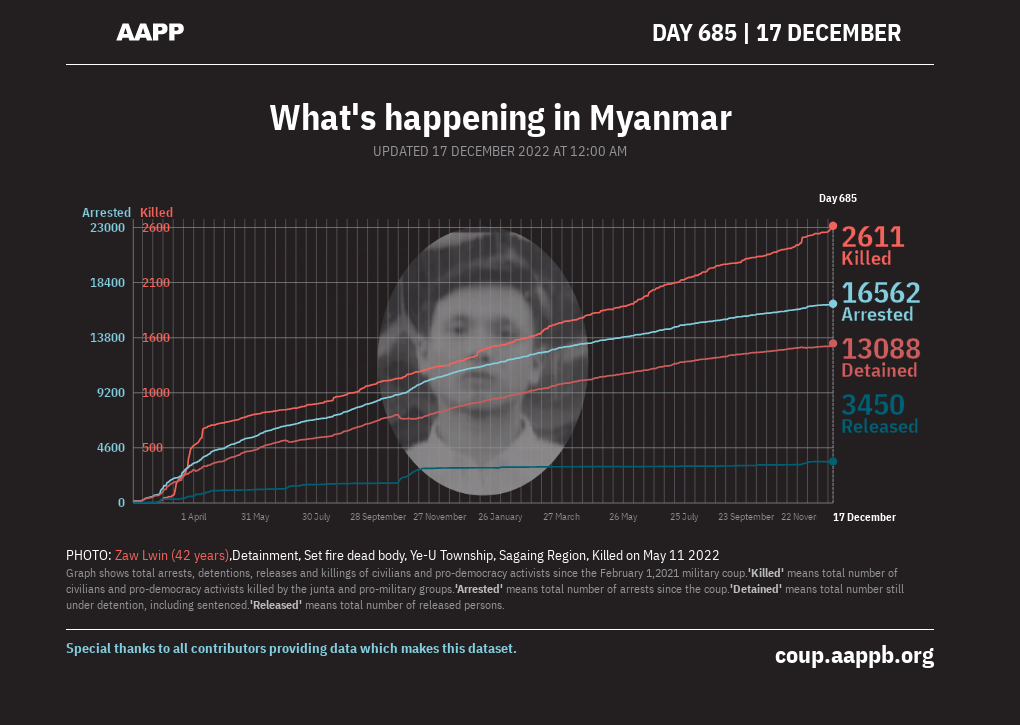 AAPP
DAY 685 | 17 DECEMBER
What's happening in Myanmar
UPDATED 17 DECEMBER 2022 AT 12:00 AM
Day 685
Arrested Killed
23000 2600
18400 2100
13800 1600
9200 1000
4600 500
0
2611
Killed
16562
Arrested
13088
Detained
3450
Released
1 April 31 May 30 July 28 September 27 November 26 January 27 March 26 May 25 July 23 September 22 Nover 17 December
PHOTO: Zaw Lwin (42 years),Detainment, Set fire dead body, Ye-U Township, Sagaing Region, Killed on May 11 2022
Graph shows total arrests, detentions, releases and killings of civilians and pro-democracy activists since the February 1,2021 military coup.'Killed' means total number of
civilians and pro-democracy activists killed by the junta and pro-military groups.'Arrested' means total number of arrests since the coup.'Detained' means total number still
under detention, including sentenced.'Released' means total number of released persons.
Special thanks to all contributors providing data which makes this dataset.
coup.aappb.org